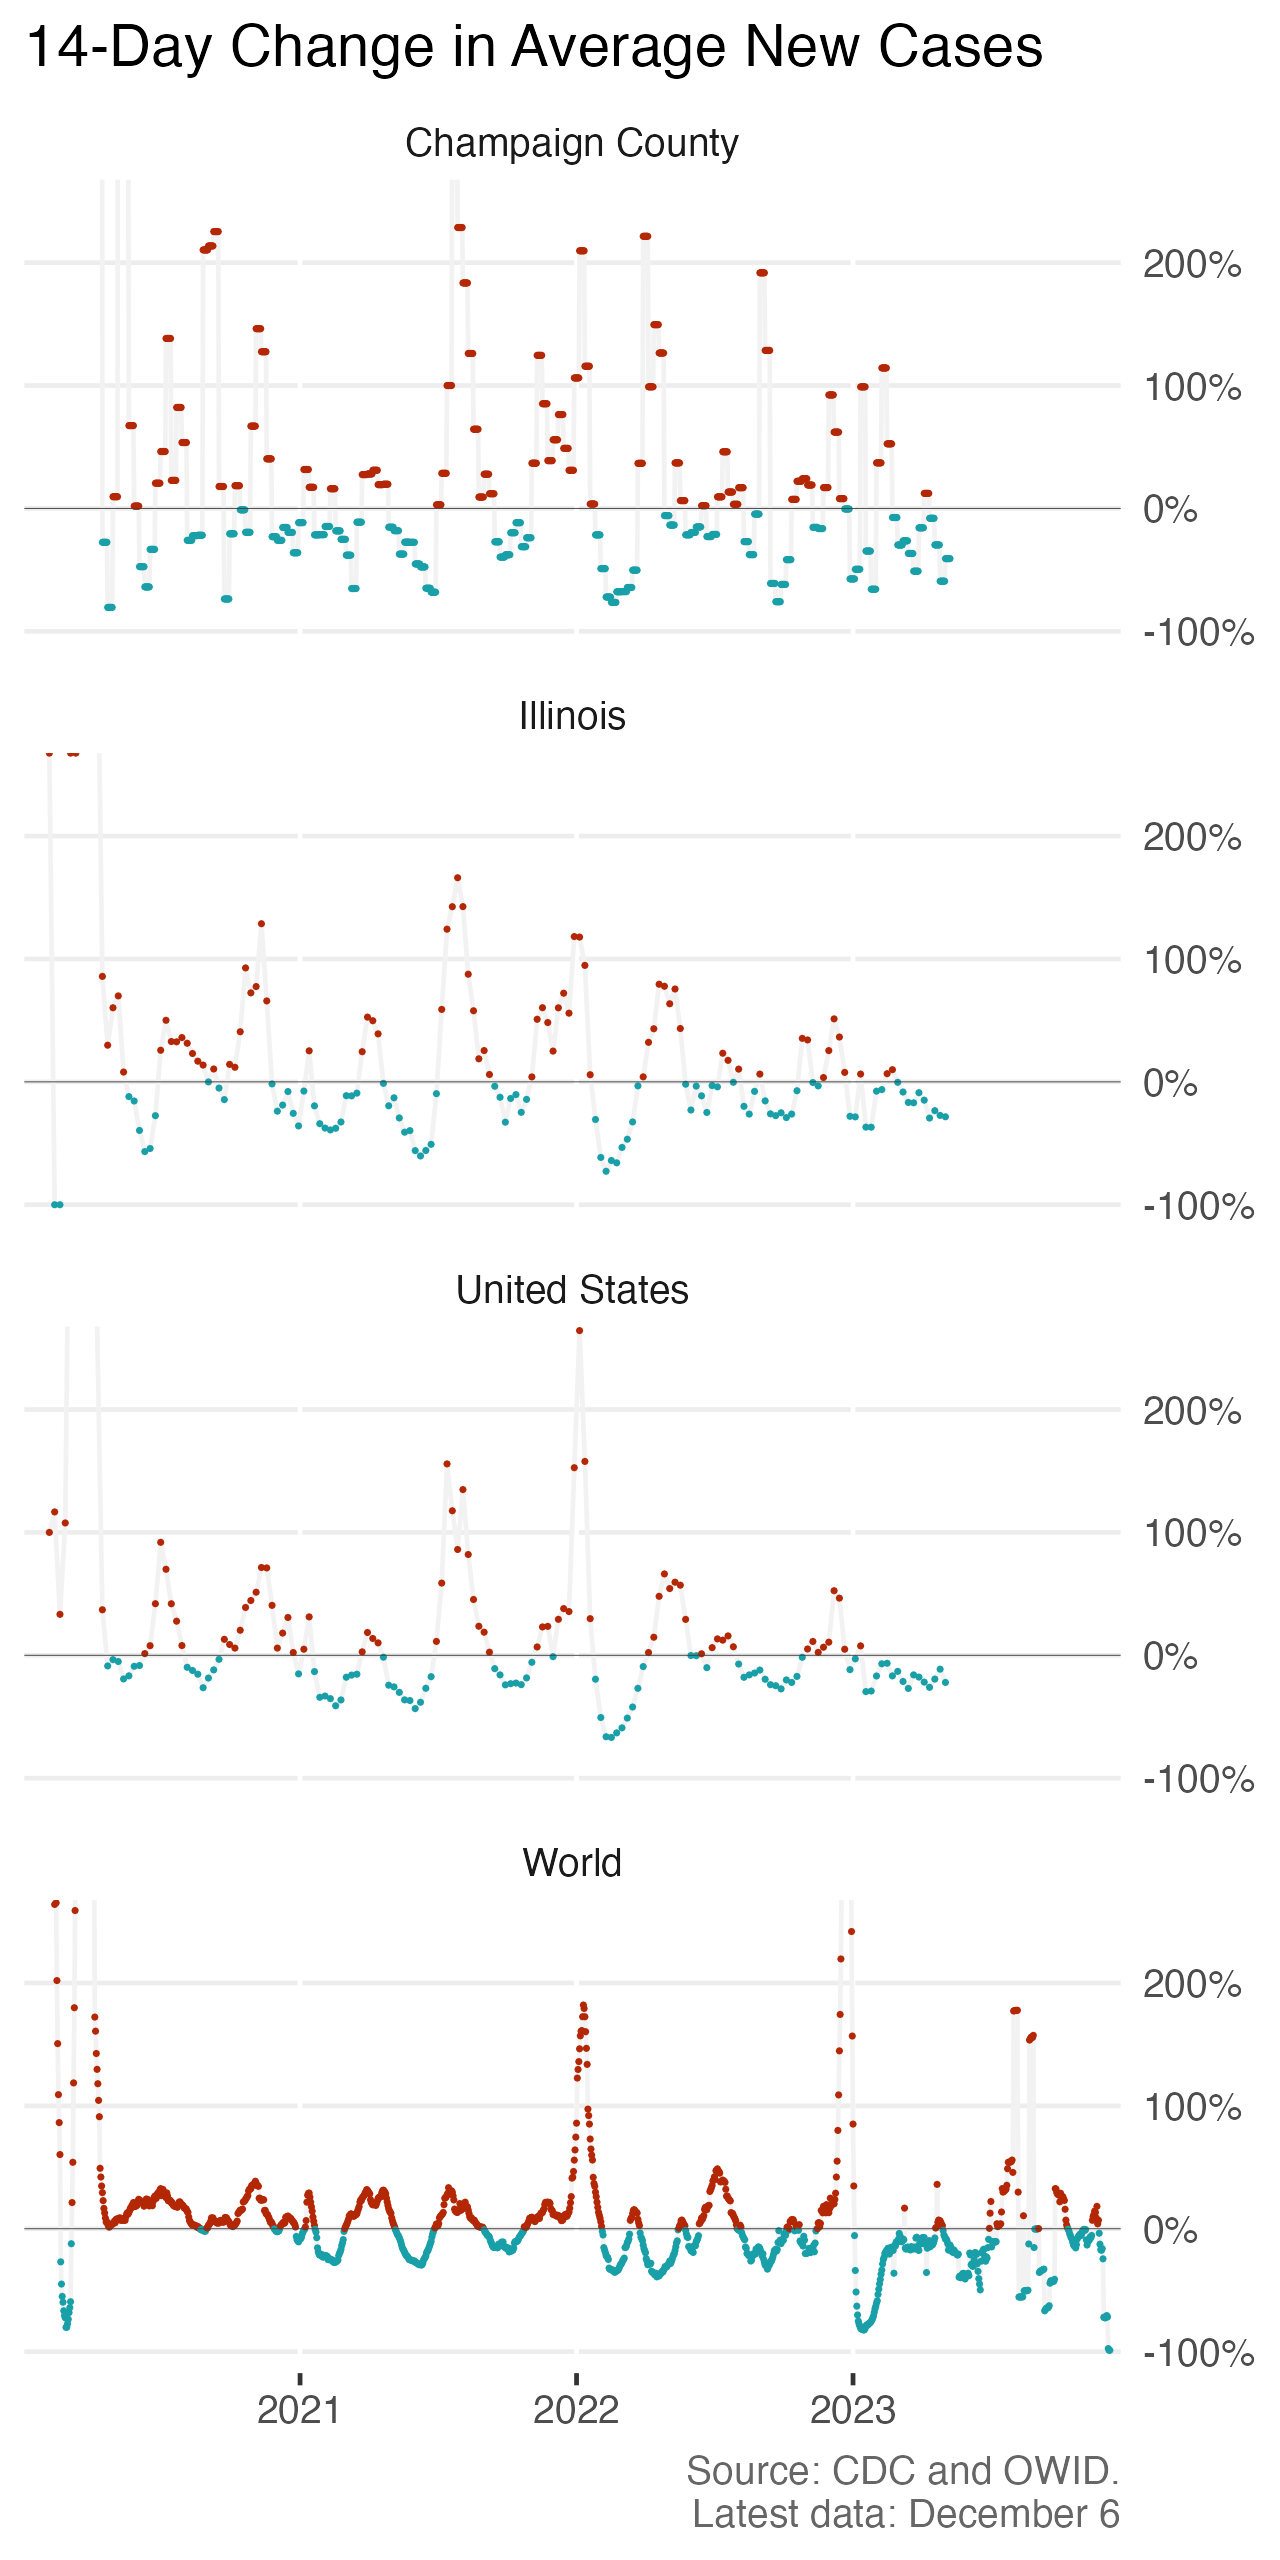 14-Day Change in Average New Cases
Champaign County
200%
100%
0%
-100%
Illinois
200%
100%
0%
-100%
United States
200%
100%
0%
-100%
World
200%
100%
0%
-100%
2021 2022 2023
Source: CDC and OWID.
Latest data: December 6